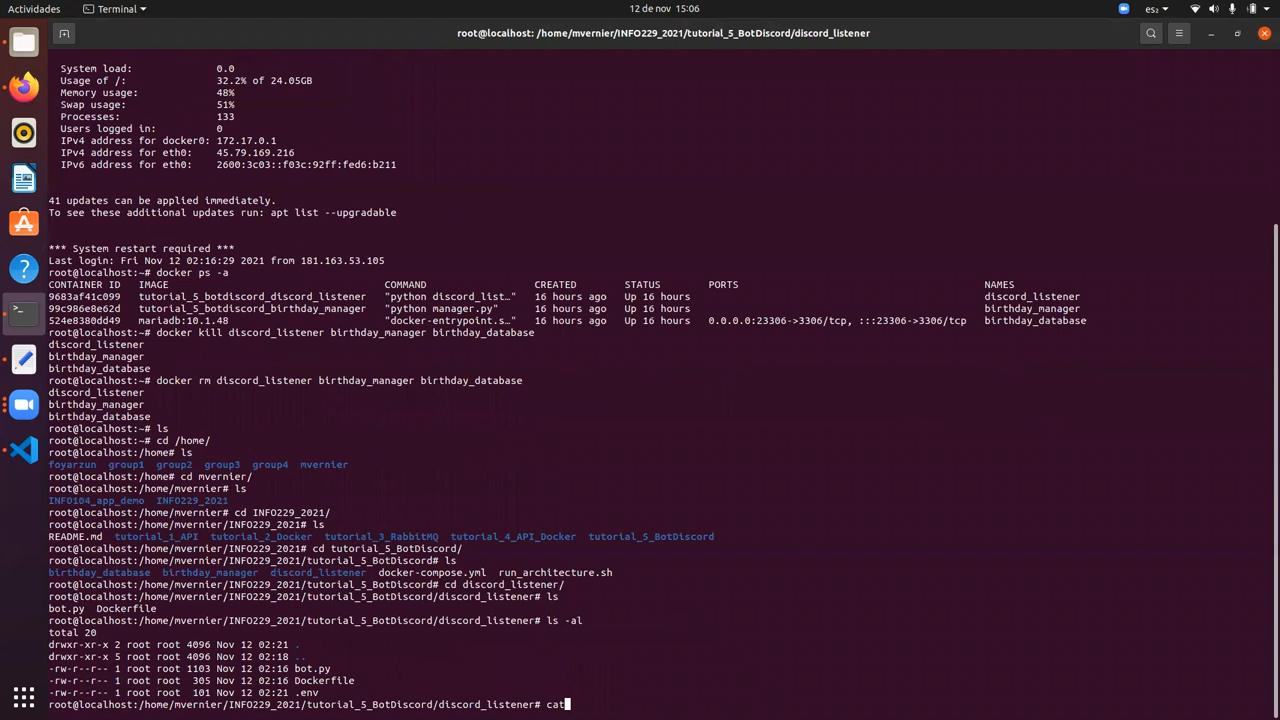 Actividades
Terminal
12 de nov  15:06
es₂
root@localhost: /home/mvernier/INFO229_2021/tutorial_5_BotDiscord/discord_listener
System load:                      0.0
Usage of /:                       32.2% of 24.05GB
Memory usage:                     48%
Swap usage:                       51%
Processes:                        133
Users logged in:                  0
IPv4 address for docker0: 172.17.0.1
IPv4 address for eth0:    45.79.169.216
IPv6 address for eth0:    2600:3c03::f03c:92ff:fed6:b211
41 updates can be applied immediately.
To see these additional updates run: apt list --upgradable
*** System restart required ***
Last login: Fri Nov 12 02:16:29 2021 from 181.163.53.105
root@localhost:~# docker ps -a
CONTAINER ID   IMAGE                                    COMMAND                  CREATED        STATUS         PORTS                                         NAMES
9683af41c099   tutorial_5_botdiscord_discord_listener   "python discord_list…"   16 hours ago   Up 16 hours                                                  discord_listener
99c986e8e62d   tutorial_5_botdiscord_birthday_manager   "python manager.py"      16 hours ago   Up 16 hours                                                  birthday_manager
524e8380dd49   mariadb:10.1.48                          "docker-entrypoint.s…"   16 hours ago   Up 16 hours    0.0.0.0:23306->3306/tcp, :::23306->3306/tcp   birthday_database
root@localhost:~# docker kill discord_listener birthday_manager birthday_database
discord_listener
birthday_manager
birthday_database
root@localhost:~# docker rm discord_listener birthday_manager birthday_database
discord_listener
birthday_manager
birthday_database
root@localhost:~# ls
root@localhost:~# cd /home/
root@localhost:/home# ls
foyarzun  group1  group2  group3  group4  mvernier
root@localhost:/home# cd mvernier/
root@localhost:/home/mvernier# ls
INFO104_app_demo  INFO229_2021
root@localhost:/home/mvernier# cd INFO229_2021/
root@localhost:/home/mvernier/INFO229_2021# ls
README.md  tutorial_1_API  tutorial_2_Docker  tutorial_3_RabbitMQ  tutorial_4_API_Docker  tutorial_5_BotDiscord
root@localhost:/home/mvernier/INFO229_2021# cd tutorial_5_BotDiscord/
root@localhost:/home/mvernier/INFO229_2021/tutorial_5_BotDiscord# ls
birthday_database  birthday_manager  discord_listener  docker-compose.yml  run_architecture.sh
root@localhost:/home/mvernier/INFO229_2021/tutorial_5_BotDiscord# cd discord_listener/
root@localhost:/home/mvernier/INFO229_2021/tutorial_5_BotDiscord/discord_listener# ls
bot.py  Dockerfile
root@localhost:/home/mvernier/INFO229_2021/tutorial_5_BotDiscord/discord_listener# ls -al
total 20
drwxr-xr-x 2 root root 4096 Nov 12 02:21 .
drwxr-xr-x 5 root root 4096 Nov 12 02:18 ..
-rw-r--r-- 1 root root 1103 Nov 12 02:16 bot.py
-rw-r--r-- 1 root root  305 Nov 12 02:16 Dockerfile
-rw-r--r-- 1 root root  101 Nov 12 02:21 .env
root@localhost:/home/mvernier/INFO229_2021/tutorial_5_BotDiscord/discord_listener# cat